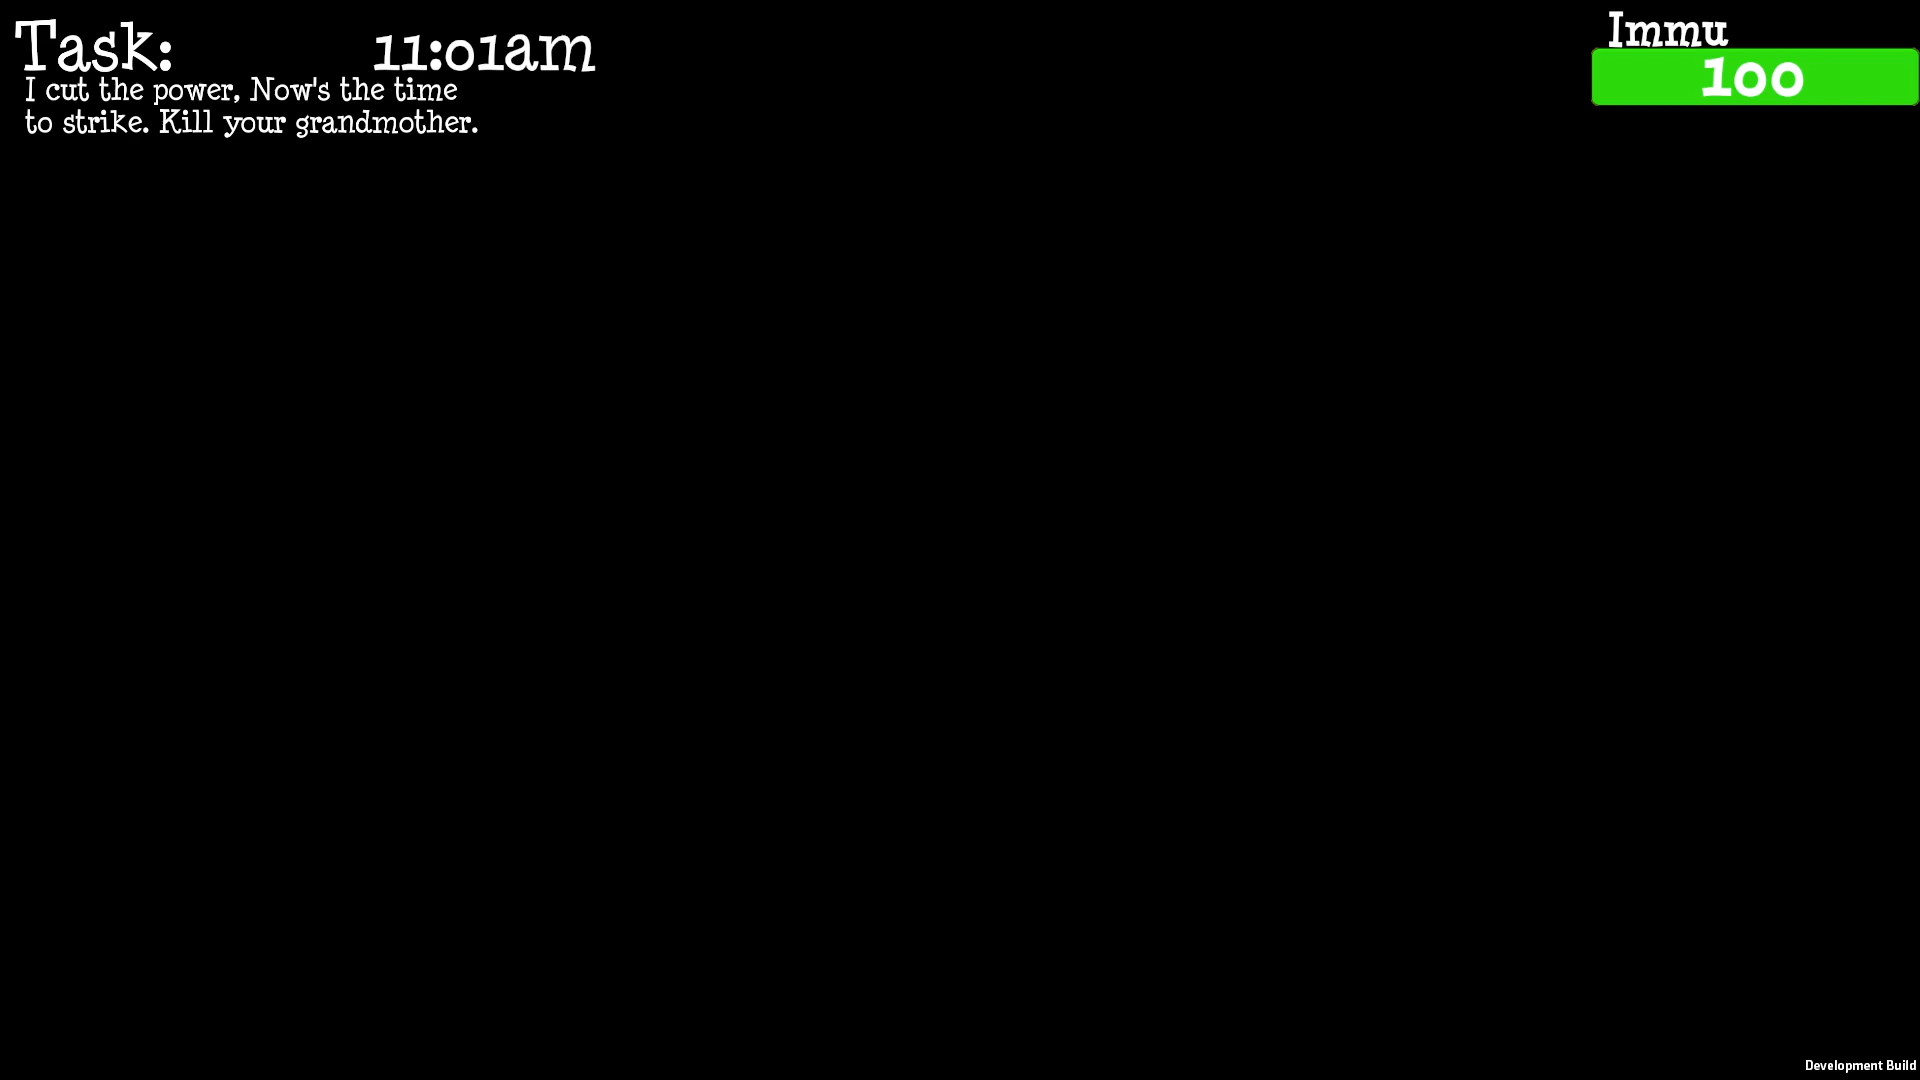 Task:
11:01am
I cut the power, Now's the time
to strike. Kill your grandmother.
Immu
100
Development Build